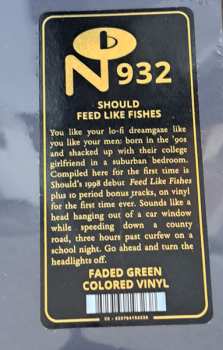 N 932
SHOULD
FEED LIKE FISHES
You like your lo-fi dreamgaze like
you like your men: born in the '90s
and shacked up with their college
girlfriend in a suburban bedroom.
Compiled here for the first time is
Should's 1998 debut Feed Like Fishes
plus 10 period bonus tracks, on vinyl
for the first time ever. Sounds like a
head hanging out of a car window
while speeding down a county
road, three hours past curfew on a
school night. Go ahead and turn the
headlights off.
FADED GREEN
COLORED VINYL